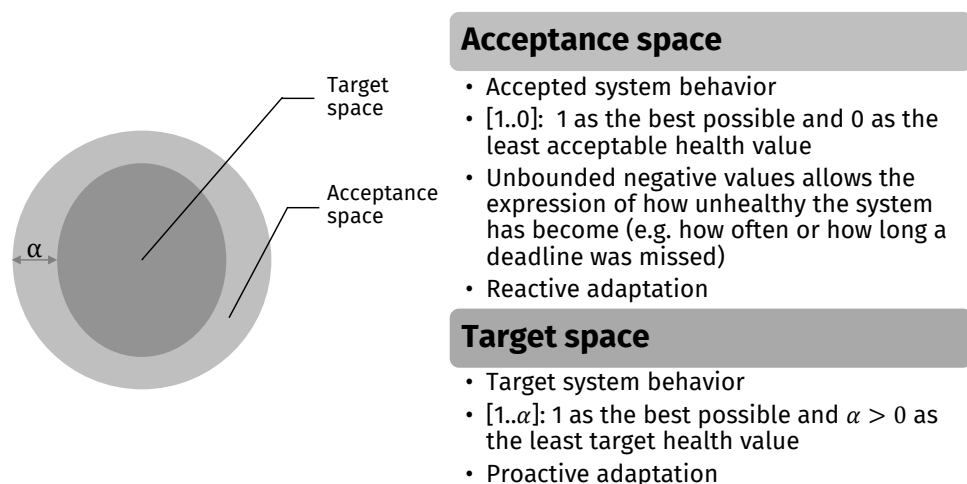 Target
space
Acceptance
space
α
Acceptance space
• Accepted system behavior
• [1..0]: 1 as the best possible and 0 as the
least acceptable health value
• Unbounded negative values allows the
expression of how unhealthy the system
has become (e.g. how often or how long a
deadline was missed)
• Reactive adaptation
Target space
• Target system behavior
• [1..α]: 1 as the best possible and α > 0 as
the least target health value
• Proactive adaptation